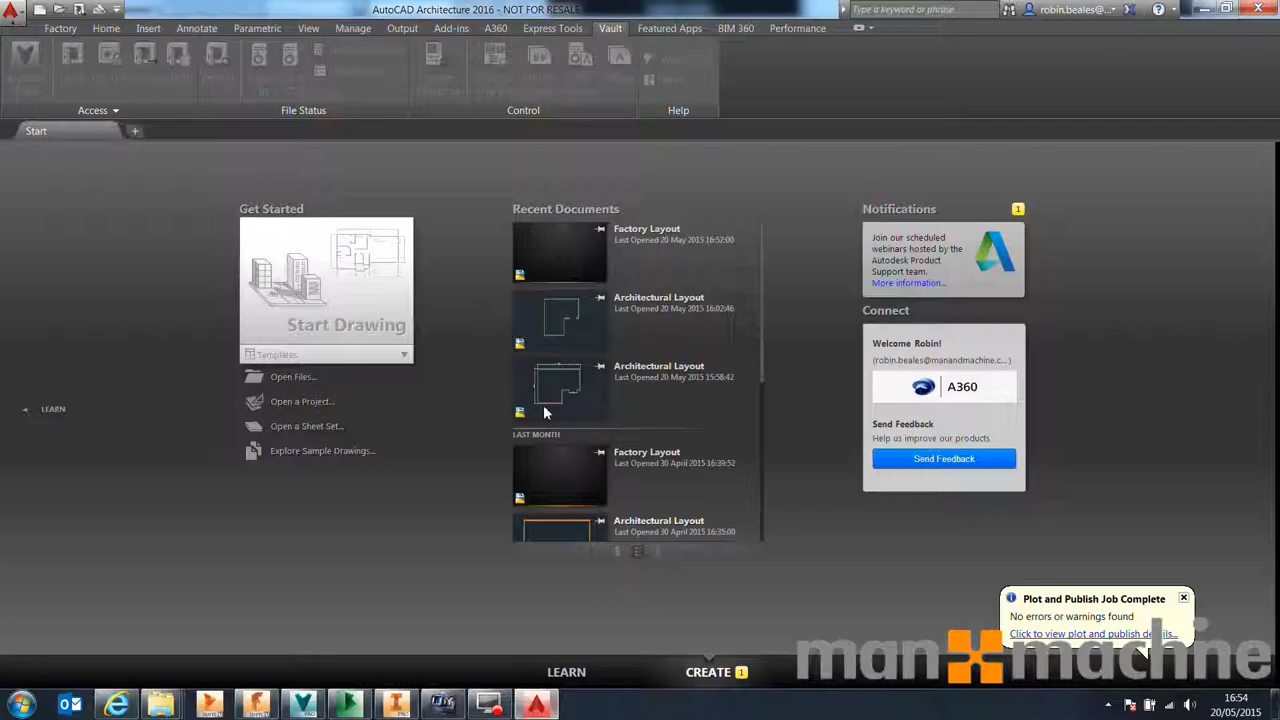 AutoCAD Architecture 2016 - NOT FOR RESALE
Type a keyword or phrase
robin.beales@...
Factory Home Insert Annotate Parametric View Manage Output Add-ins A360 Express Tools Vault Featured Apps BIM 360 Performance
Access File Status Control Help
Start
Get Started
Start Drawing
Templates
Open Files...
Open a Project...
Open a Sheet Set...
Explore Sample Drawings...
LEARN
Recent Documents
Factory Layout
Last Opened 20 May 2015 16:52:00
Architectural Layout
Last Opened 20 May 2015 16:02:46
Architectural Layout
Last Opened 20 May 2015 15:58:42
LAST MONTH
Factory Layout
Last Opened 30 April 2015 16:39:52
Architectural Layout
Last Opened 30 April 2015 16:35:00
Notifications 1
Join our scheduled
webinars hosted by the
Autodesk Product
Support team.
More information...
Connect
Welcome Robin!
(robin.beales@manandmachine.c...)
A360
Send Feedback
Help us improve our products
Send Feedback
Plot and Publish Job Complete
No errors or warnings found
Click to view plot and publish details...
man machine
LEARN CREATE 1
16:54
20/05/2015